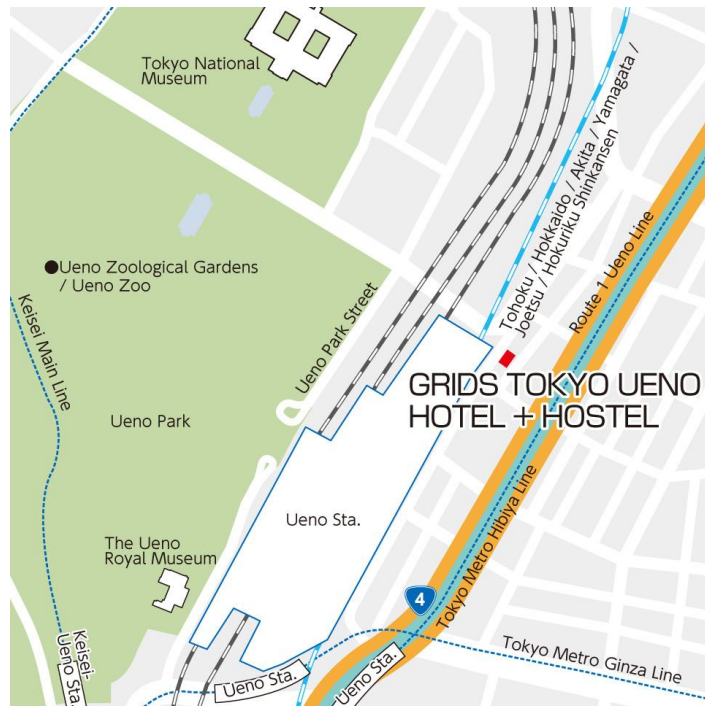 Tokyo National
Museum
Tohoku / Hokkaido / Akita / Yamagata /
Joetsu / Hokuriku Shinkansen
Ueno Zoological Gardens
/ Ueno Zoo
Route 1 Ueno Line
Keisei Main Line
Ueno Park Street
GRIDS TOKYO UENO
HOTEL + HOSTEL
Ueno Park
Ueno Sta.
The Ueno
Royal Museum
Tokyo Metro Hibiya Line
4
Keisei-
Ueno Sta.
Ueno Sta.
Ueno Sta.
Tokyo Metro Ginza Line